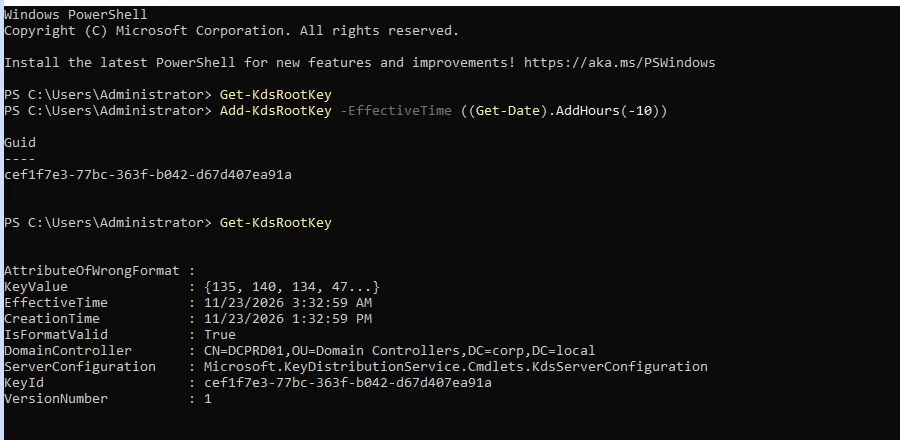 Windows PowerShell
Copyright (C) Microsoft Corporation. All rights reserved.
Install the latest PowerShell for new features and improvements! https://aka.ms/PSWindows
PS C:\Users\Administrator> Get-KdsRootKey
PS C:\Users\Administrator> Add-KdsRootKey -EffectiveTime ((Get-Date).AddHours(-10))
Guid
----
cef1f7e3-77bc-363f-b042-d67d407ea91a
PS C:\Users\Administrator> Get-KdsRootKey
AttributeOfWrongFormat :
KeyValue               : {135, 140, 134, 47...}
EffectiveTime          : 11/23/2026 3:32:59 AM
CreationTime           : 11/23/2026 1:32:59 PM
IsFormatValid          : True
DomainController       : CN=DCPRD01,OU=Domain Controllers,DC=corp,DC=local
ServerConfiguration    : Microsoft.KeyDistributionService.Cmdlets.KdsServerConfiguration
KeyId                  : cef1f7e3-77bc-363f-b042-d67d407ea91a
VersionNumber          : 1